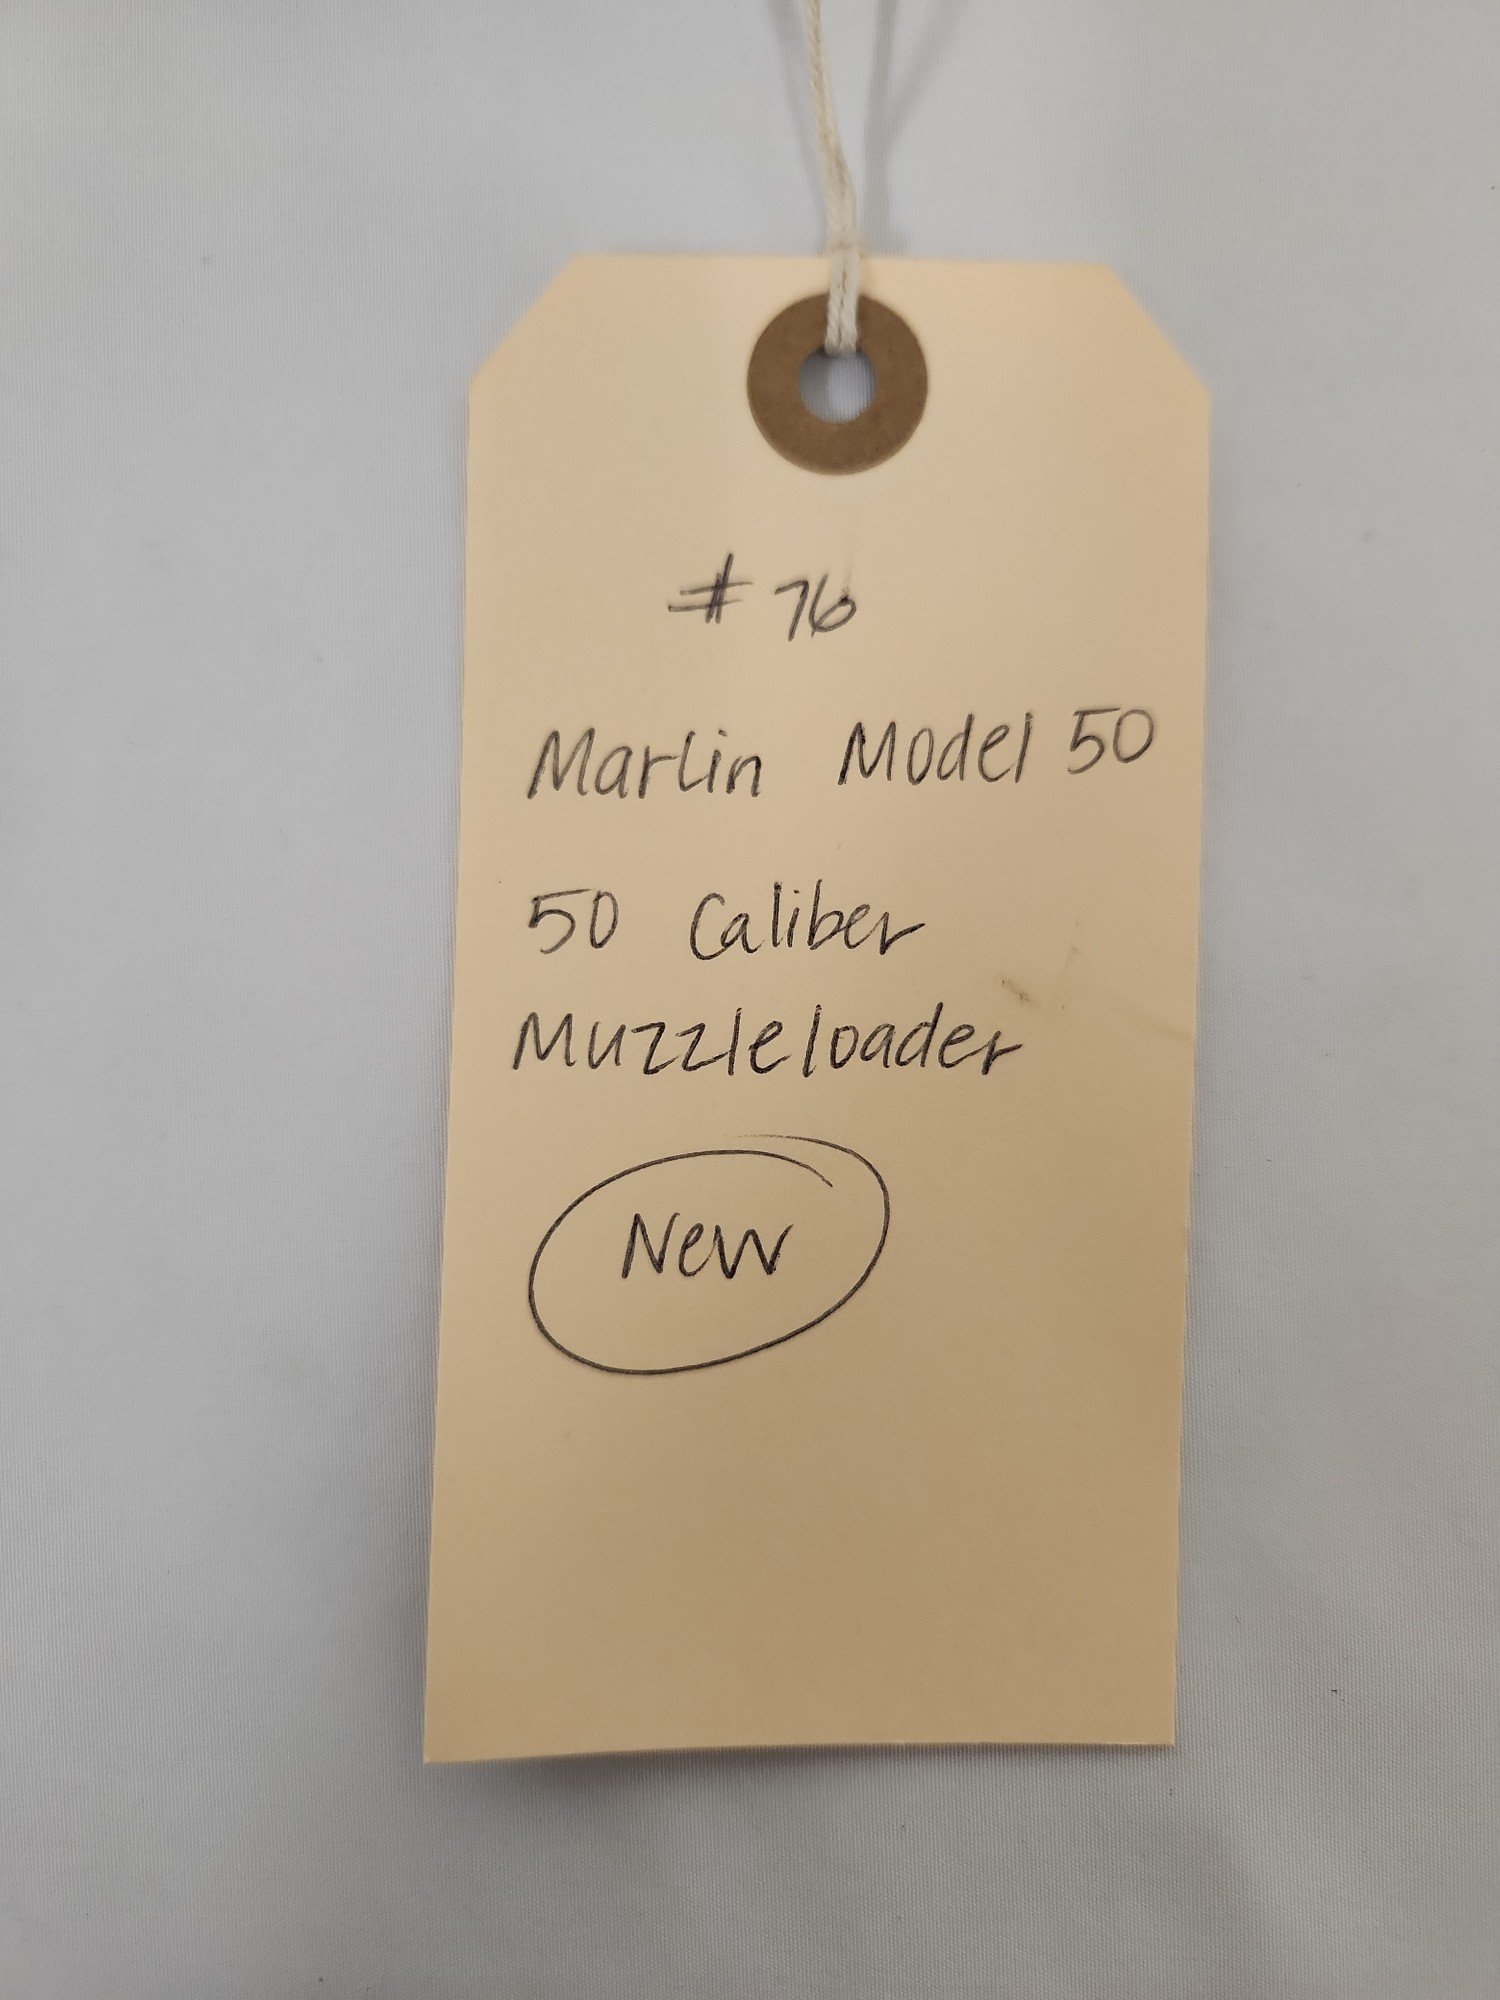 # 76
Marlin Model 50
50 Caliber
Muzzleloader
New